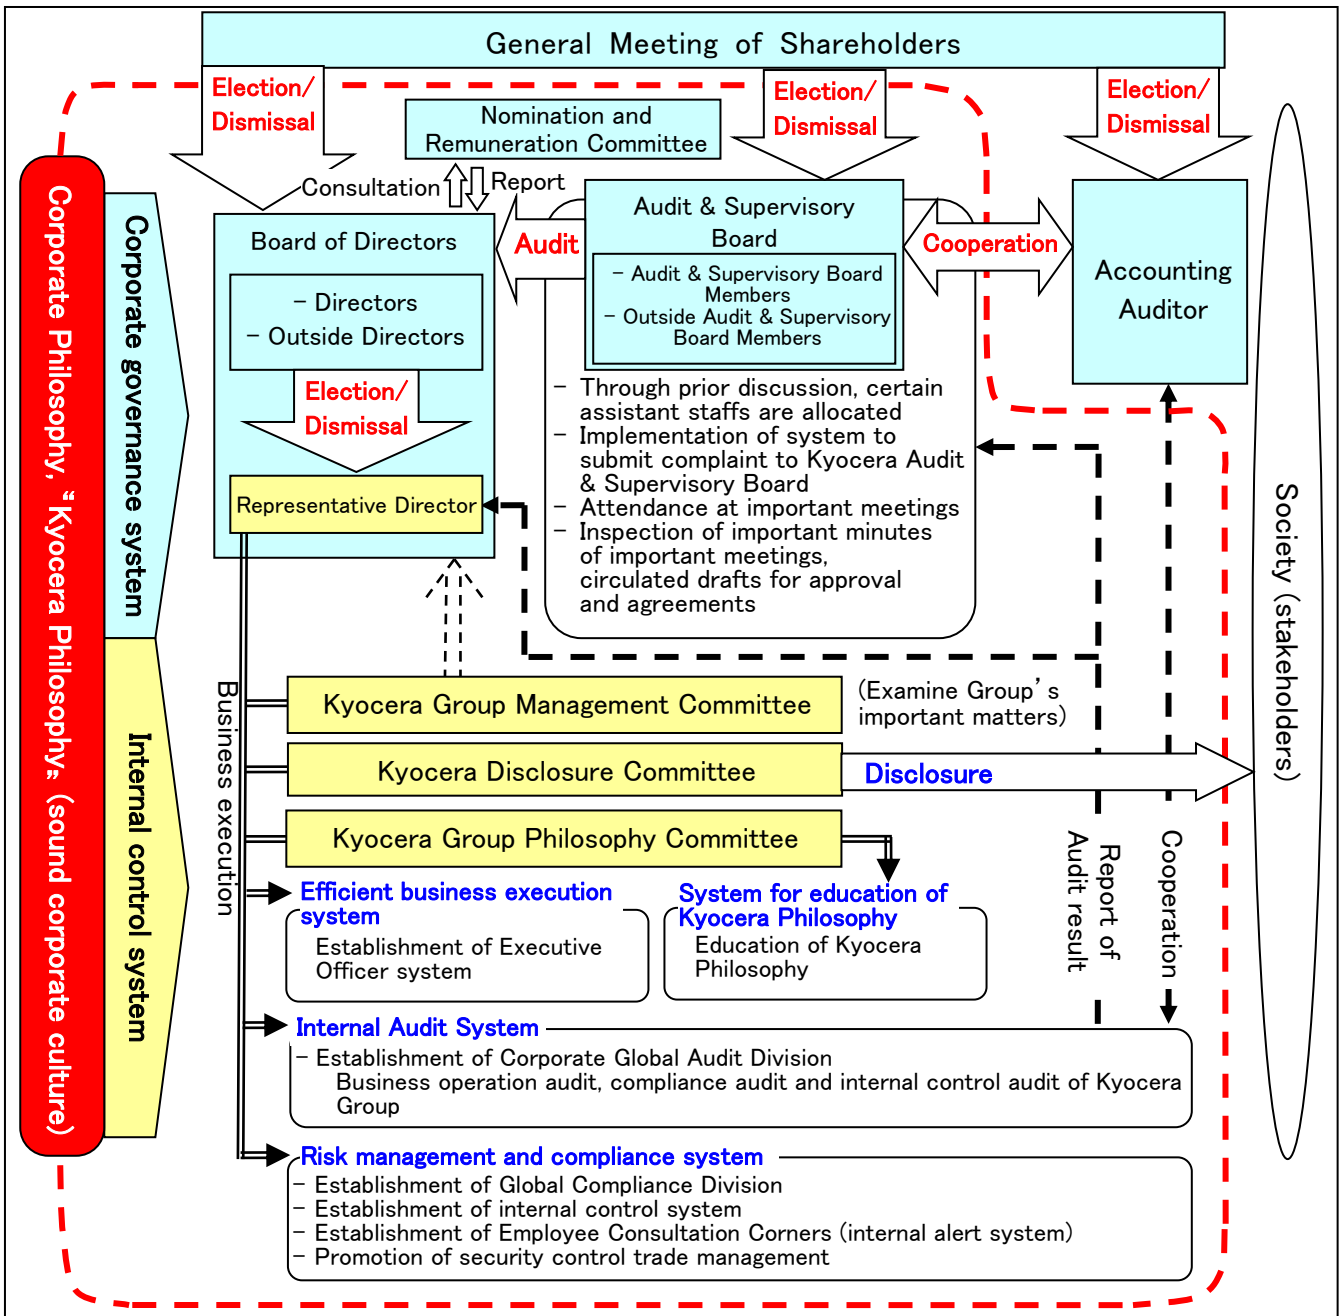 General Meeting of Shareholders
Election/
Dismissal
Election/
Dismissal
Election/
Dismissal
Nomination and
Remuneration Committee
Consultation
Report
Corporate Philosophy, “Kyocera Philosophy” (sound corporate culture)
Corporate governance system
Internal control system
Board of Directors
- Directors
- Outside Directors
Election/
Dismissal
Representative Director
Audit
Audit & Supervisory
Board
- Audit & Supervisory Board
Members
- Outside Audit & Supervisory
Board Members
Cooperation
Accounting
Auditor
- Through prior discussion, certain
assistant staffs are allocated
- Implementation of system to
submit complaint to Kyocera Audit
& Supervisory Board
- Attendance at important meetings
- Inspection of important minutes
of important meetings,
circulated drafts for approval
and agreements
Society (stakeholders)
Business execution
Kyocera Group Management Committee
(Examine Group’s
important matters)
Kyocera Disclosure Committee
Disclosure
Kyocera Group Philosophy Committee
Report of
Audit result
Cooperation
Efficient business execution
system
Establishment of Executive
Officer system
System for education of
Kyocera Philosophy
Education of Kyocera
Philosophy
Internal Audit System
- Establishment of Corporate Global Audit Division
Business operation audit, compliance audit and internal control audit of Kyocera
Group
Risk management and compliance system
- Establishment of Global Compliance Division
- Establishment of internal control system
- Establishment of Employee Consultation Corners (internal alert system)
- Promotion of security control trade management